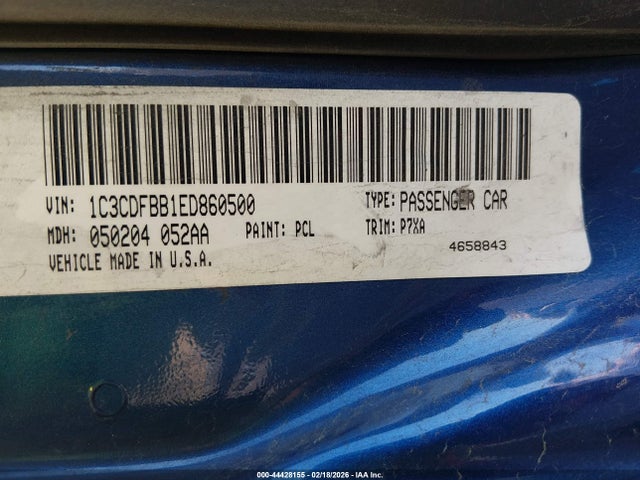 VIN: 1C3CDFBB1ED860500 TYPE: PASSENGER CAR
MDH: 050204 052AA PAINT: PCL TRIM: P7XA
VEHICLE MADE IN U.S.A. 4658843
000-44428155 - 02/18/2026 - IAA Inc.